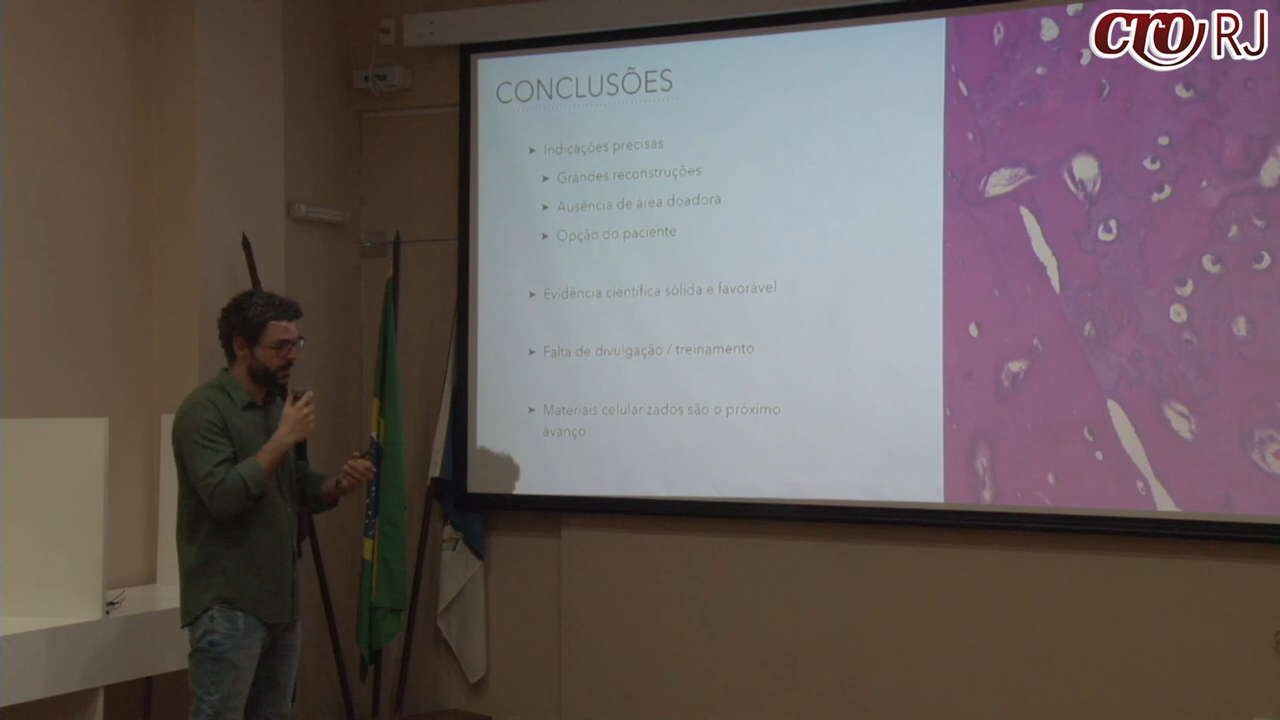 CTO RJ
CONCLUSÕES
➤ Indicações precisas
➤ Grandes reconstruções
➤ Ausência de área doadora
➤ Opção do paciente
➤ Evidência científica sólida e favorável
➤ Falta de divulgação / treinamento
➤ Materiais celularizados são o próximo
avanço